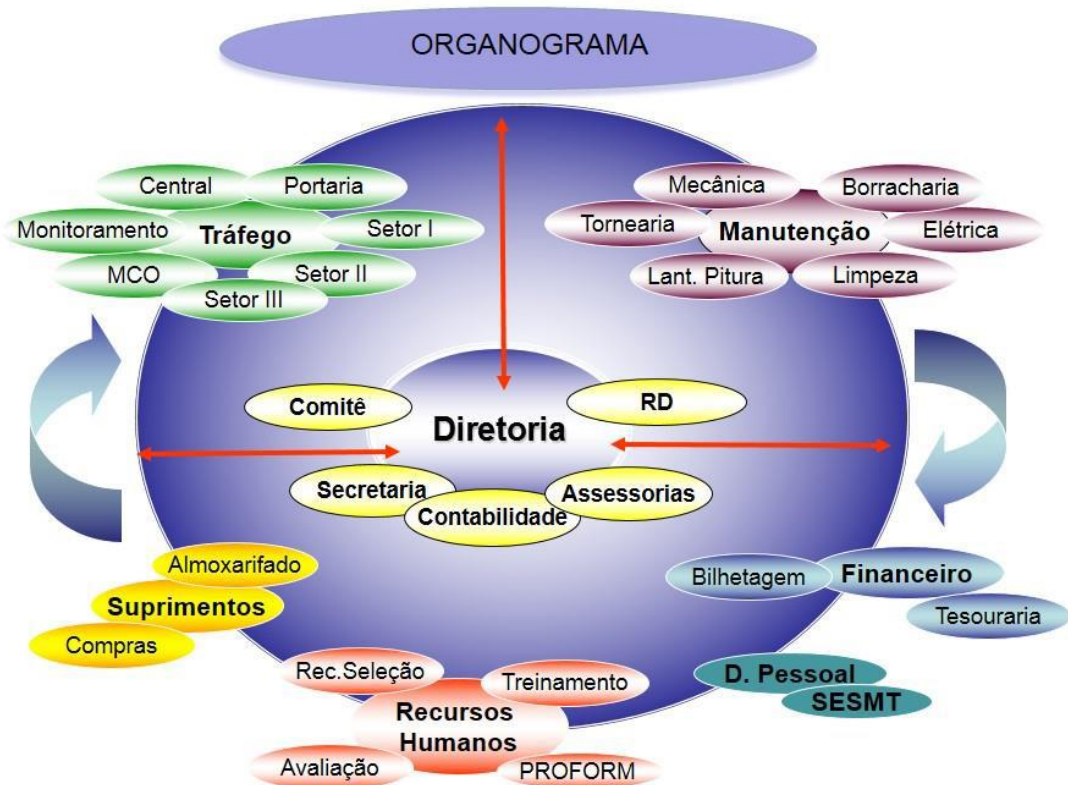 ORGANOGRAMA
Central
Portaria
Monitoramento
Tráfego
Setor I
MCO
Setor II
Setor III
Mecânica
Borracharia
Tornearia
Manutenção
Elétrica
Lant. Pitura
Limpeza
Comitê
RD
Diretoria
Secretaria
Assessorias
Contabilidade
Almoxarifado
Suprimentos
Compras
Bilhetagem
Financeiro
Tesouraria
Rec.Seleção
Treinamento
Recursos
Humanos
Avaliação
PROFORM
D. Pessoal
SESMT